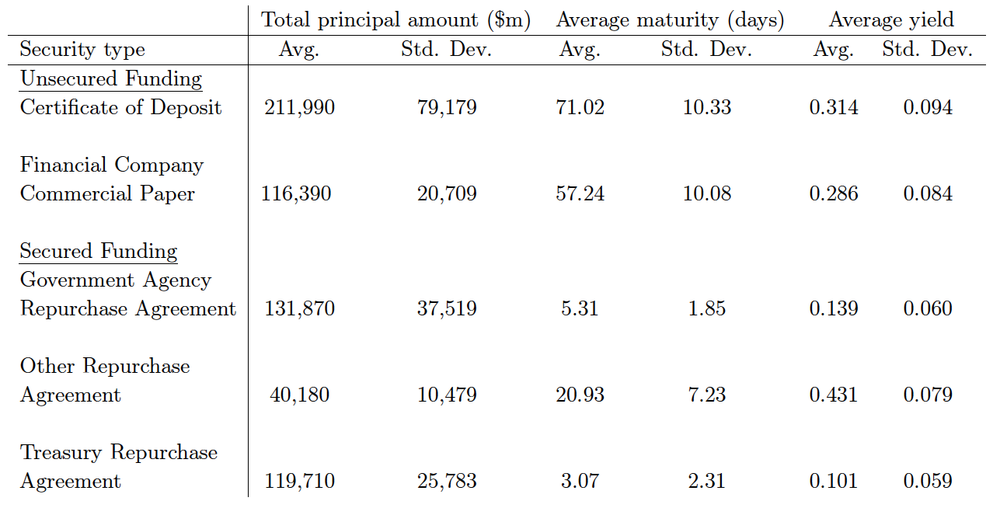 Total principal amount ($m) Average maturity (days) Average yield
Security type Avg. Std. Dev. Avg. Std. Dev. Avg. Std. Dev.
Unsecured Funding
Certificate of Deposit 211,990 79,179 71.02 10.33 0.314 0.094
Financial Company
Commercial Paper 116,390 20,709 57.24 10.08 0.286 0.084
Secured Funding
Government Agency
Repurchase Agreement 131,870 37,519 5.31 1.85 0.139 0.060
Other Repurchase
Agreement 40,180 10,479 20.93 7.23 0.431 0.079
Treasury Repurchase
Agreement 119,710 25,783 3.07 2.31 0.101 0.059